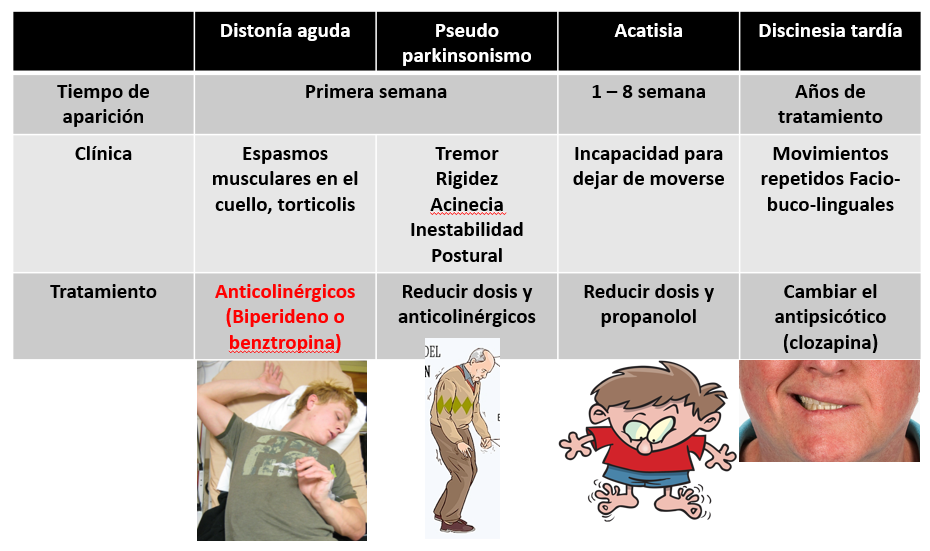 Distonía aguda
Pseudo
parkinsonismo
Acatisia
Discinesia tardía
Tiempo de
aparición
Primera semana
1 – 8 semana
Años de
tratamiento
Clínica
Espasmos
musculares en el
cuello, torticolis
Tremor
Rigidez
Acinecia
Inestabilidad
Postural
Incapacidad para
dejar de moverse
Movimientos
repetidos Facio-
buco-linguales
Tratamiento
Anticolinérgicos
(Biperideno o
benztropina)
Reducir dosis y
anticolinérgicos
Reducir dosis y
propanolol
Cambiar el
antipsicótico
(clozapina)
DEL
N